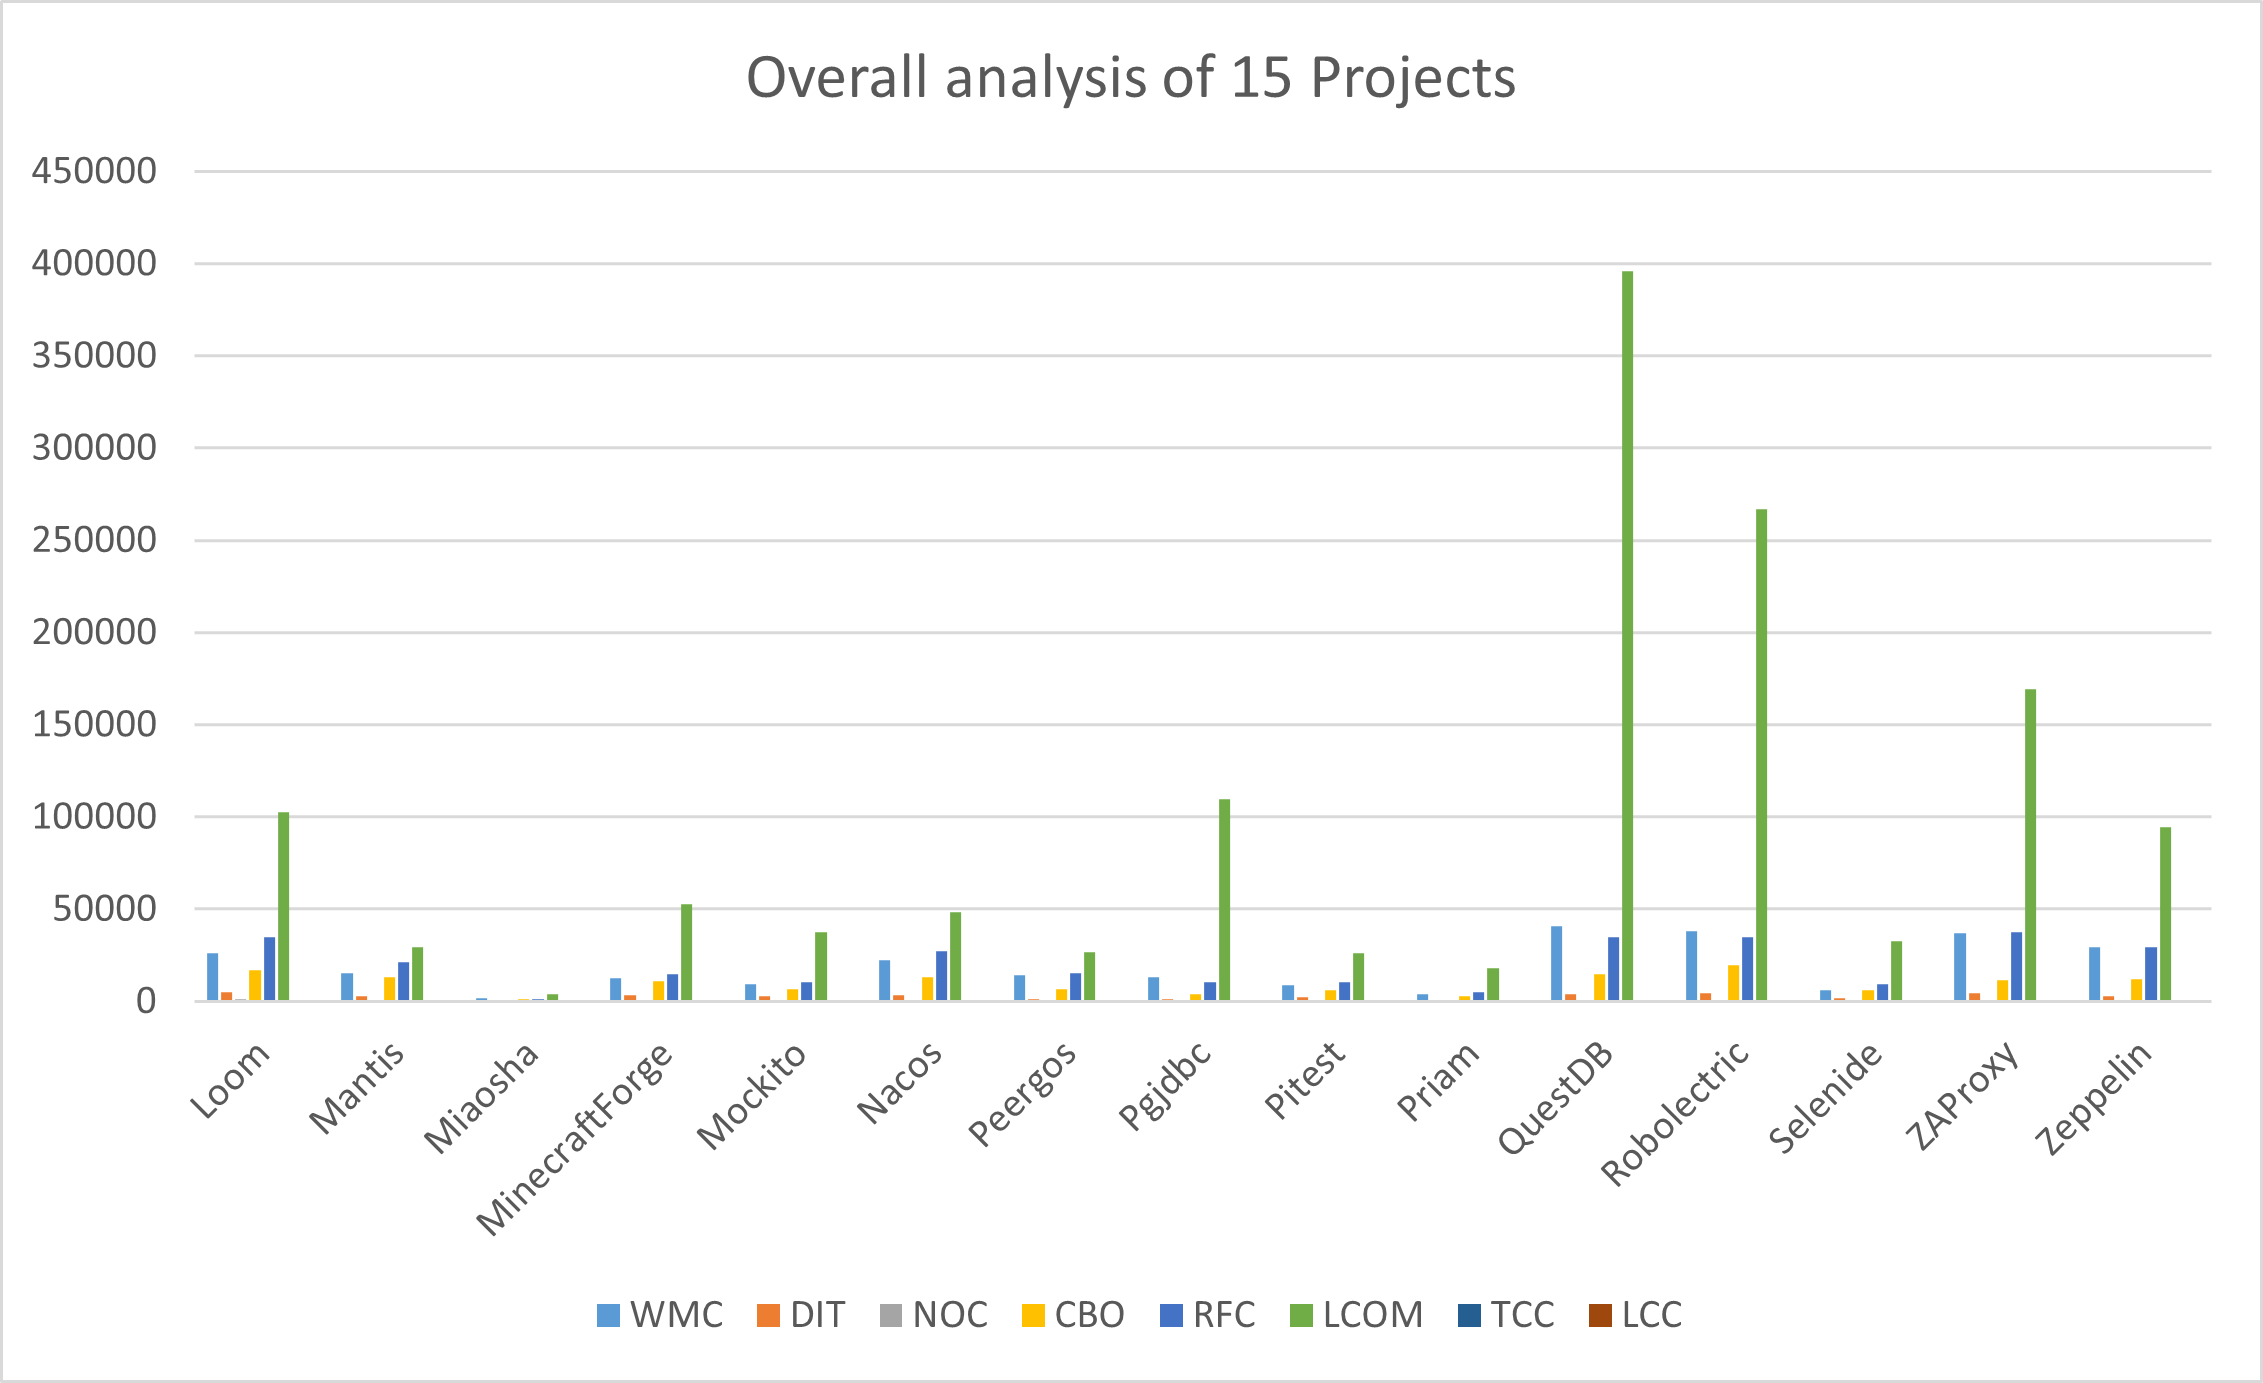 Overall analysis of 15 Projects
450000
400000
350000
300000
250000
200000
150000
100000
50000
0
Loom
Mantis
Miaosha
MinecraftForge
Mockito
Nacos
Peergos
Pgjdbc
Pitest
Priam
QuestDB
Robolectric
Selenide
ZAProxy
Zeppelin
WMC DIT NOC CBO RFC LCOM TCC LCC